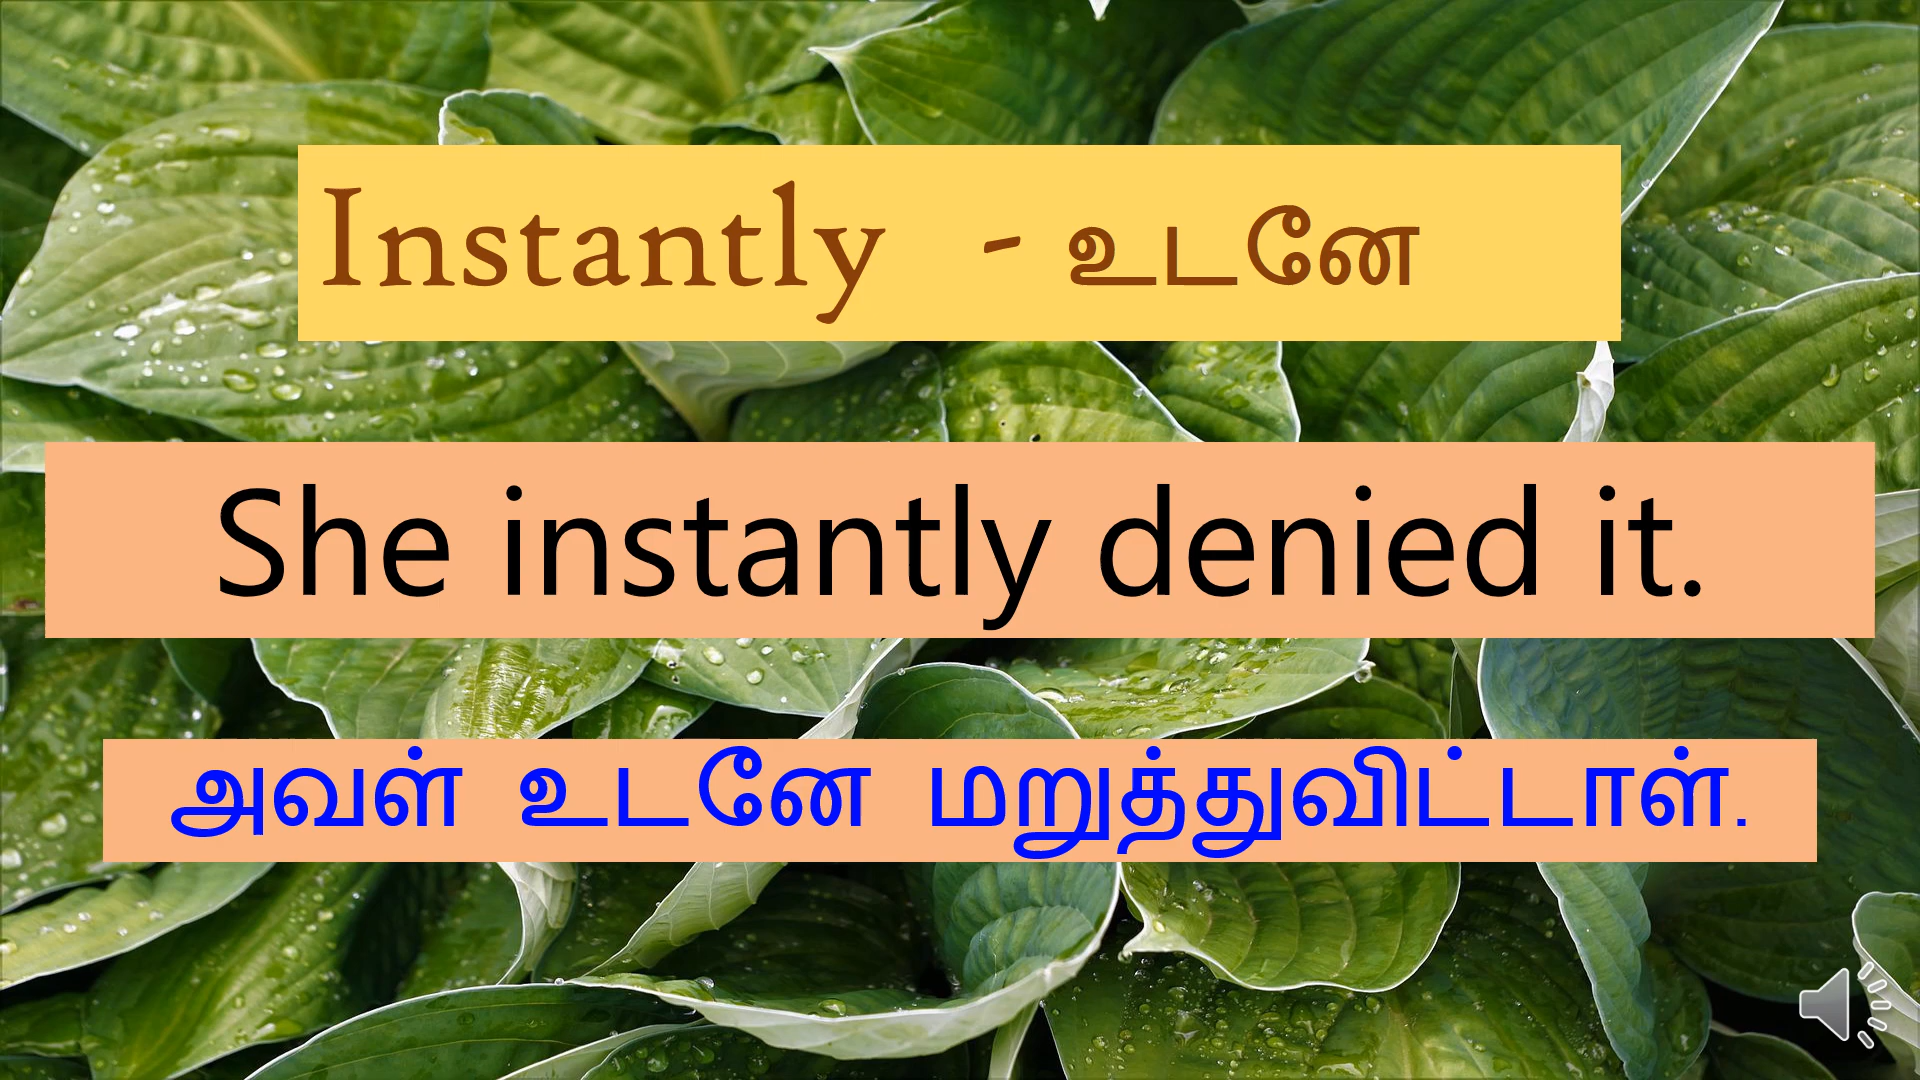 Instantly - உடனே
She instantly denied it.
அவள் உடனே மறுத்துவிட்டாள்.